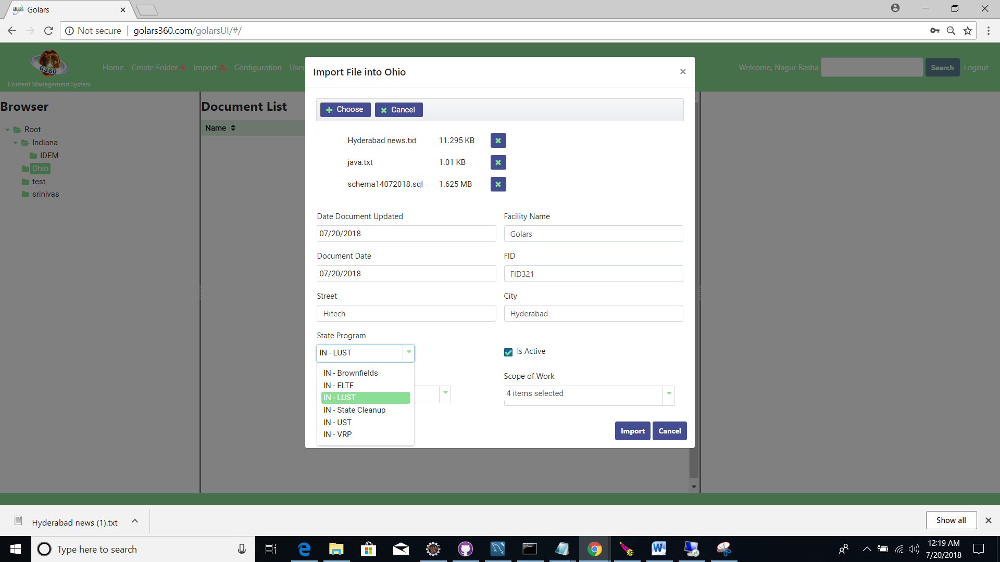 Golars
Not secure
golars360.com/golarsUI/#/
G360
Content Management System
Home
Create Folder
Import
Configuration
User
Welcome, Nagur Basha
Search
Logout
Browser
Root
Indiana
IDEM
Ohio
test
srinivas
Document List
Name
Import File into Ohio
Choose
Cancel
Hyderabad news.txt 11.295 KB
java.txt 1.01 KB
schema14072018.sql 1.625 MB
Date Document Updated
07/20/2018
Facility Name
Golars
Document Date
07/20/2018
FID
FID321
Street
Hitech
City
Hyderabad
State Program
IN - LUST
IN - Brownfields
IN - ELTF
IN - LUST
IN - State Cleanup
IN - UST
IN - VRP
Is Active
Scope of Work
4 items selected
Import
Cancel
Hyderabad news (1).txt
Show all
Type here to search
12:19 AM
7/20/2018